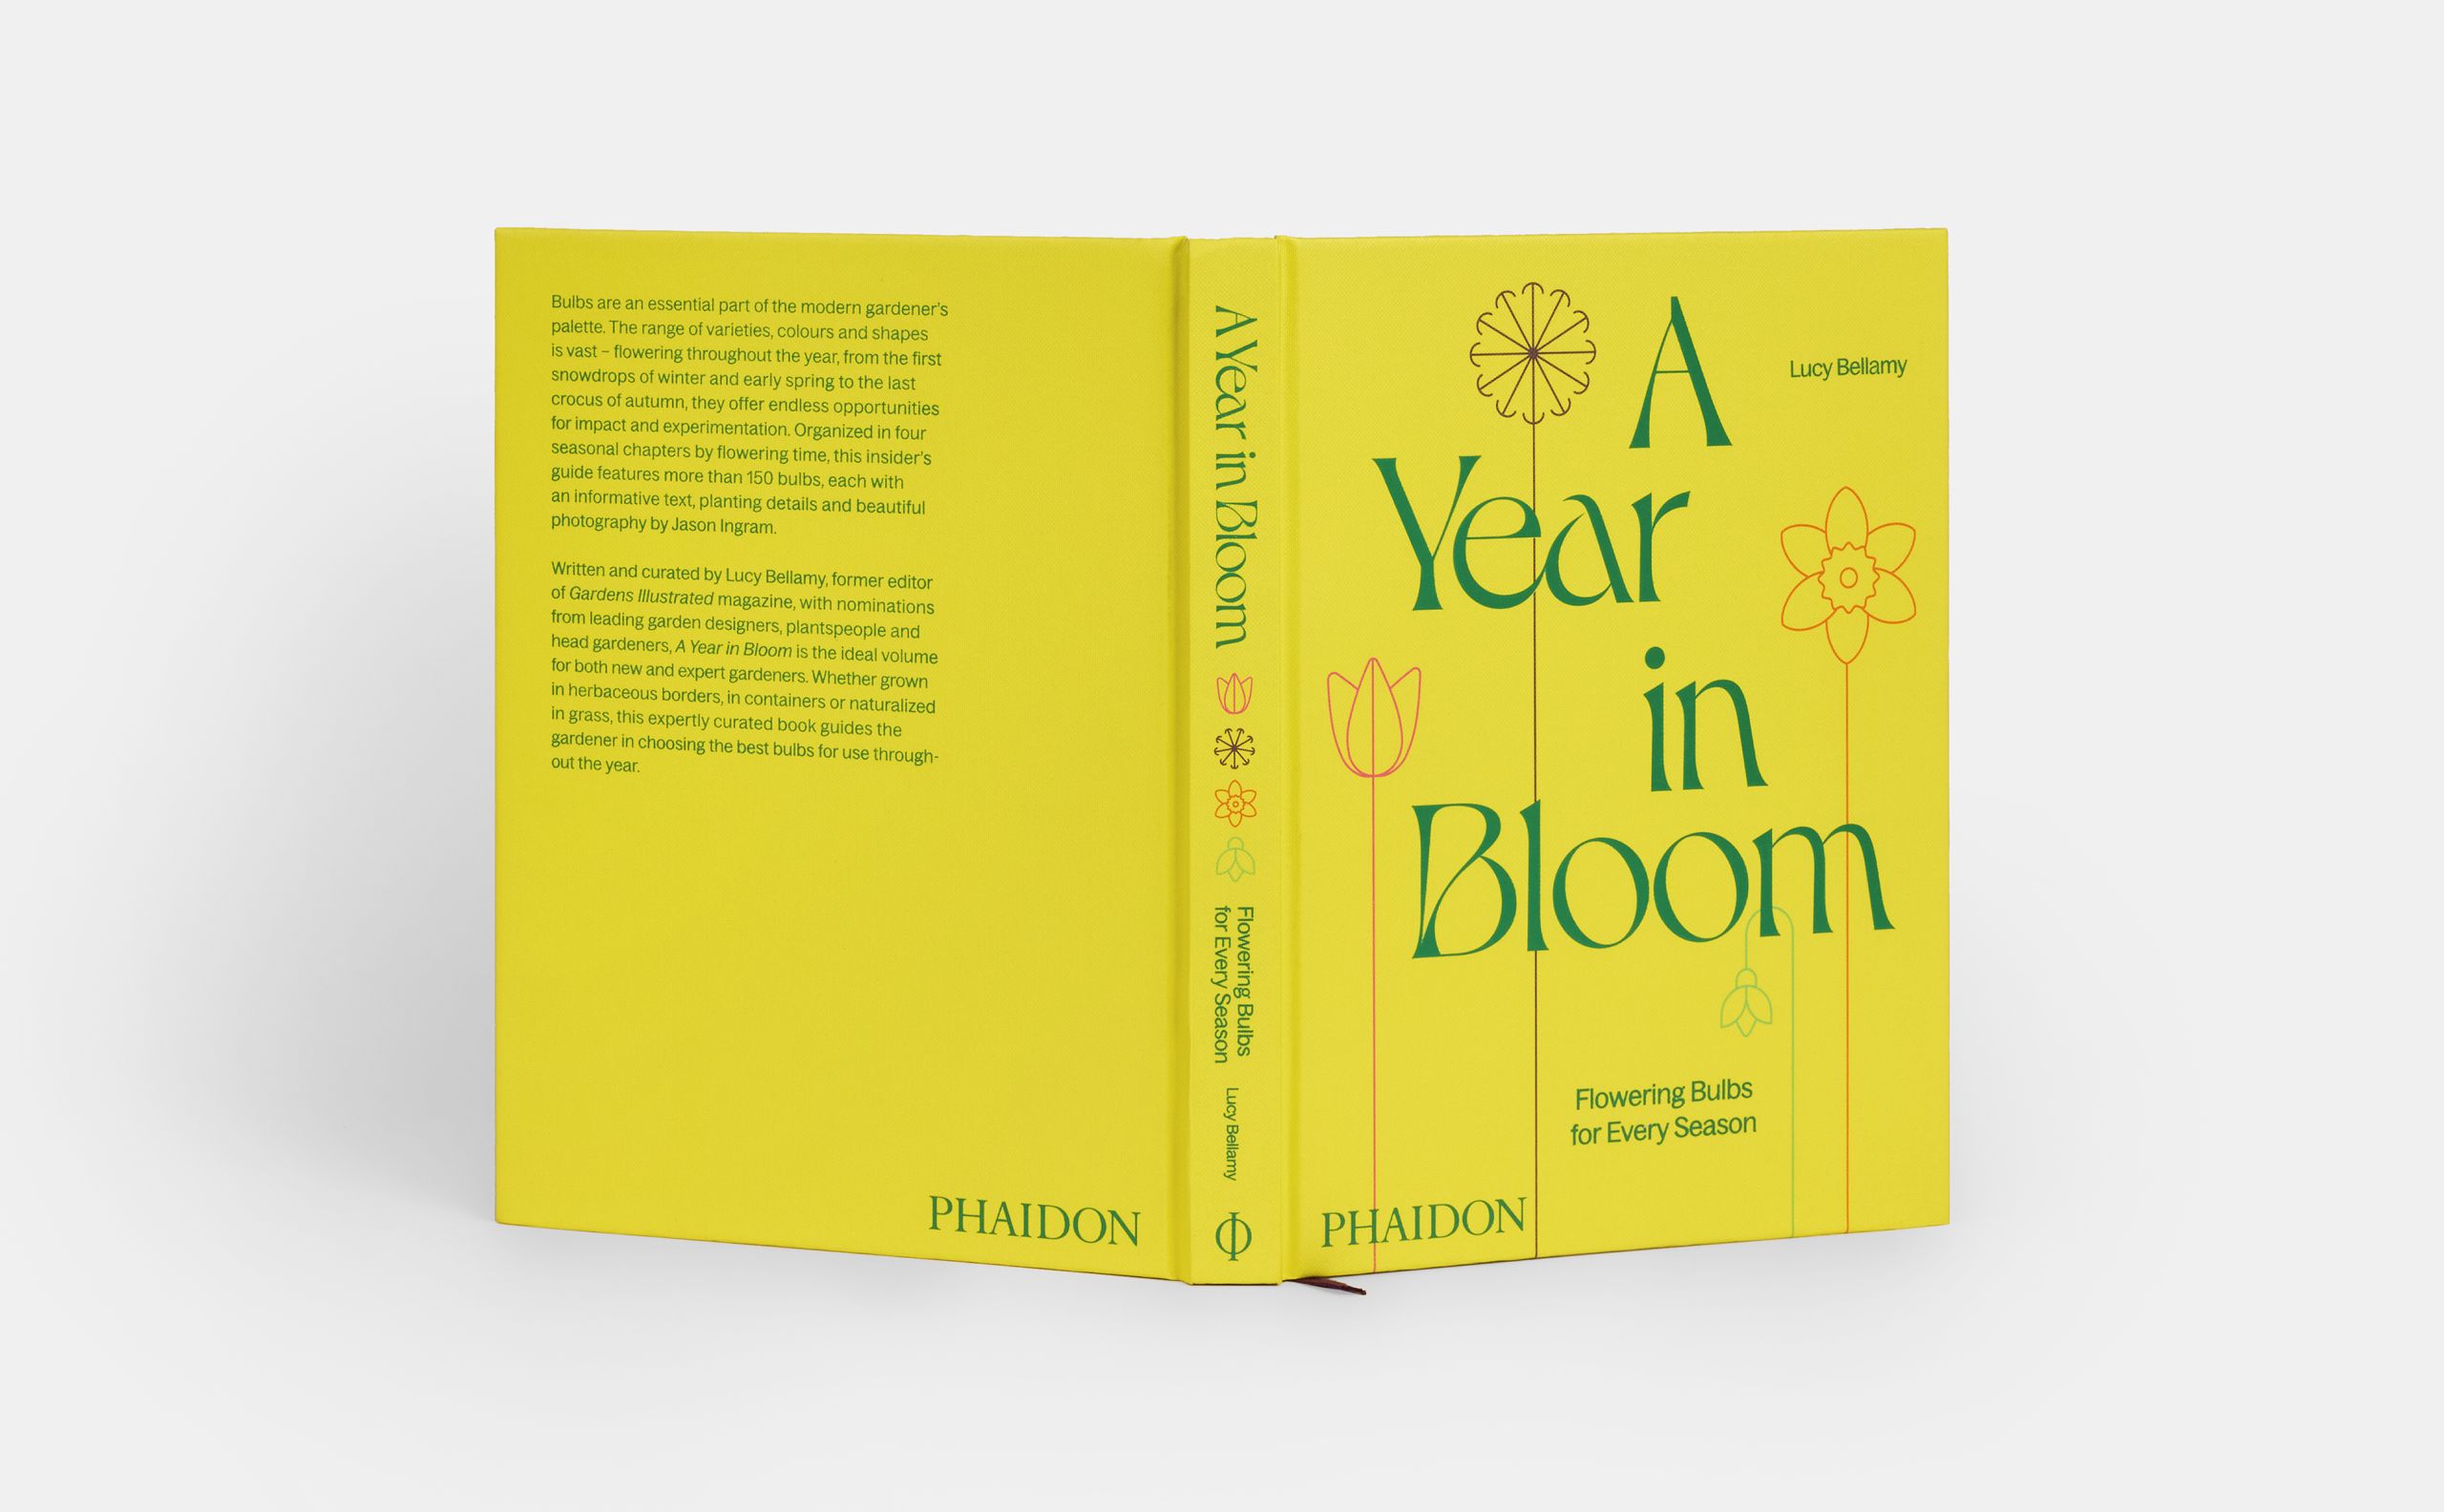 Bulbs are an essential part of the modern gardener's
palette. The range of varieties, colours and shapes
is vast – flowering throughout the year, from the first
snowdrops of winter and early spring to the last
crocus of autumn, they offer endless opportunities
for impact and experimentation. Organized in four
seasonal chapters by flowering time, this insider's
guide features more than 150 bulbs, each with
an informative text, planting details and beautiful
photography by Jason Ingram.
Written and curated by Lucy Bellamy, former editor
of Gardens Illustrated magazine, with nominations
from leading garden designers, plantspeople and
head gardeners, A Year in Bloom is the ideal volume
for both new and expert gardeners. Whether grown
in herbaceous borders, in containers or naturalized
in grass, this expertly curated book guides the
gardener in choosing the best bulbs for use through-
out the year.
PHAIDON
A Year in Bloom
Flowering Bulbs
for Every Season
Lucy Bellamy
A
Lucy Bellamy
Year
in
Bloom
Flowering Bulbs
for Every Season
PHAIDON